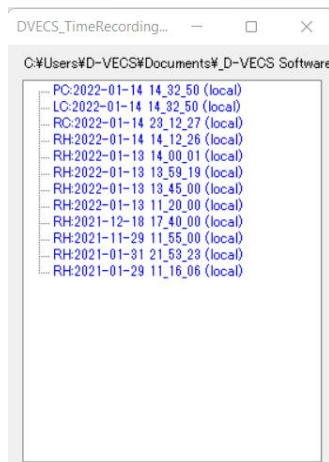 DVECS_TimeRecording...
C:¥Users¥D-VECS¥Documents¥_D-VECS Software
PC:2022-01-14 14_32_50 (local)
LC:2022-01-14 14_32_50 (local)
RC:2022-01-14 23_12_27 (local)
RH:2022-01-14 14_12_26 (local)
RH:2022-01-13 14_00_01 (local)
RH:2022-01-13 13_59_19 (local)
RH:2022-01-13 13_45_00 (local)
RH:2022-01-13 11_20_00 (local)
RH:2021-12-18 17_40_00 (local)
RH:2021-11-29 11_55_00 (local)
RH:2021-01-31 21_53_23 (local)
RH:2021-01-29 11_16_06 (local)